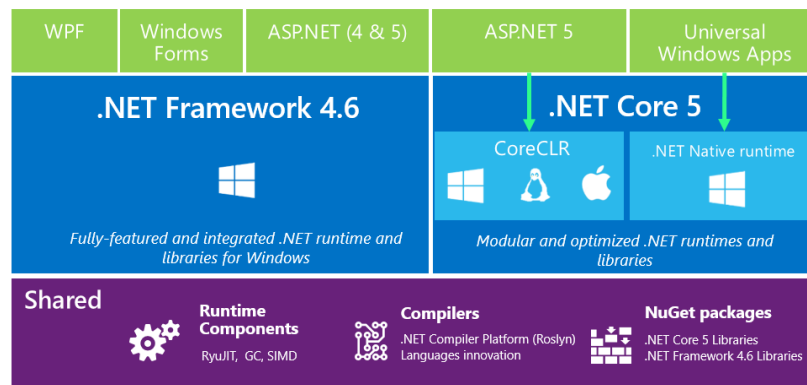 WPF
Windows
Forms
ASP.NET (4 & 5)
ASP.NET 5
Universal
Windows Apps
.NET Framework 4.6
Fully-featured and integrated .NET runtime and
libraries for Windows
.NET Core 5
CoreCLR
.NET Native runtime
Modular and optimized .NET runtimes and
libraries
Shared
Runtime
Components
RyuJIT, GC, SIMD
Compilers
.NET Compiler Platform (Roslyn)
Languages innovation
NuGet packages
.NET Core 5 Libraries
.NET Framework 4.6 Libraries